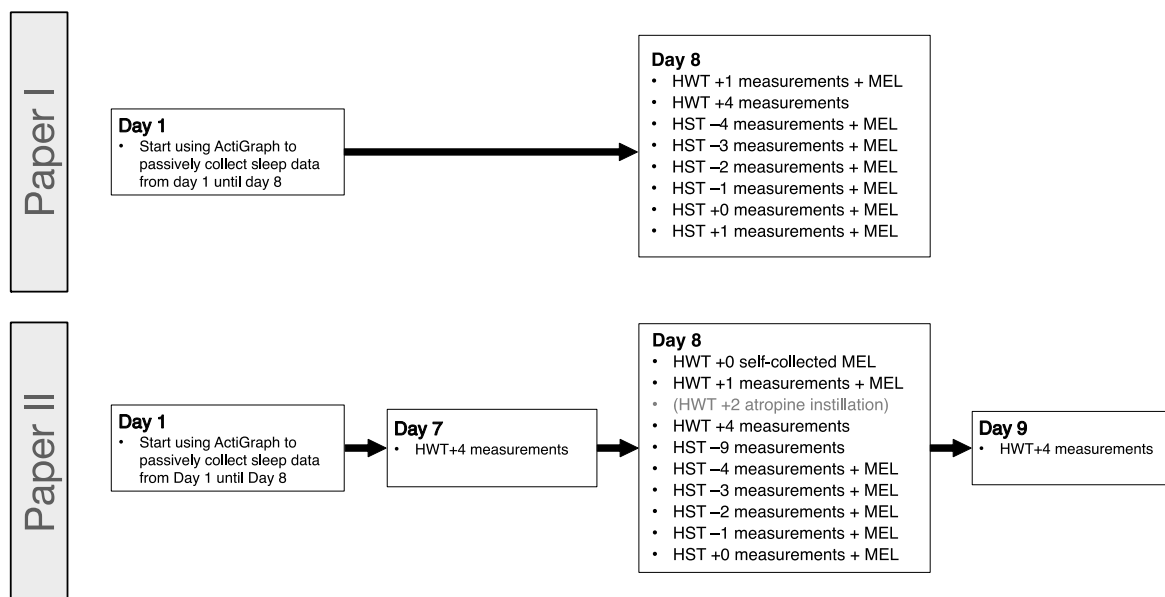 Paper I
Day 1
• Start using ActiGraph to
passively collect sleep data
from day 1 until day 8
Day 8
• HWT +1 measurements + MEL
• HWT +4 measurements
• HST –4 measurements + MEL
• HST –3 measurements + MEL
• HST –2 measurements + MEL
• HST –1 measurements + MEL
• HST +0 measurements + MEL
• HST +1 measurements + MEL
Paper II
Day 1
• Start using ActiGraph to
passively collect sleep data
from Day 1 until Day 8
Day 7
• HWT+4 measurements
Day 8
• HWT +0 self-collected MEL
• HWT +1 measurements + MEL
• (HWT +2 atropine instillation)
• HWT +4 measurements
• HST –9 measurements
• HST –4 measurements + MEL
• HST –3 measurements + MEL
• HST –2 measurements + MEL
• HST –1 measurements + MEL
• HST +0 measurements + MEL
Day 9
• HWT+4 measurements